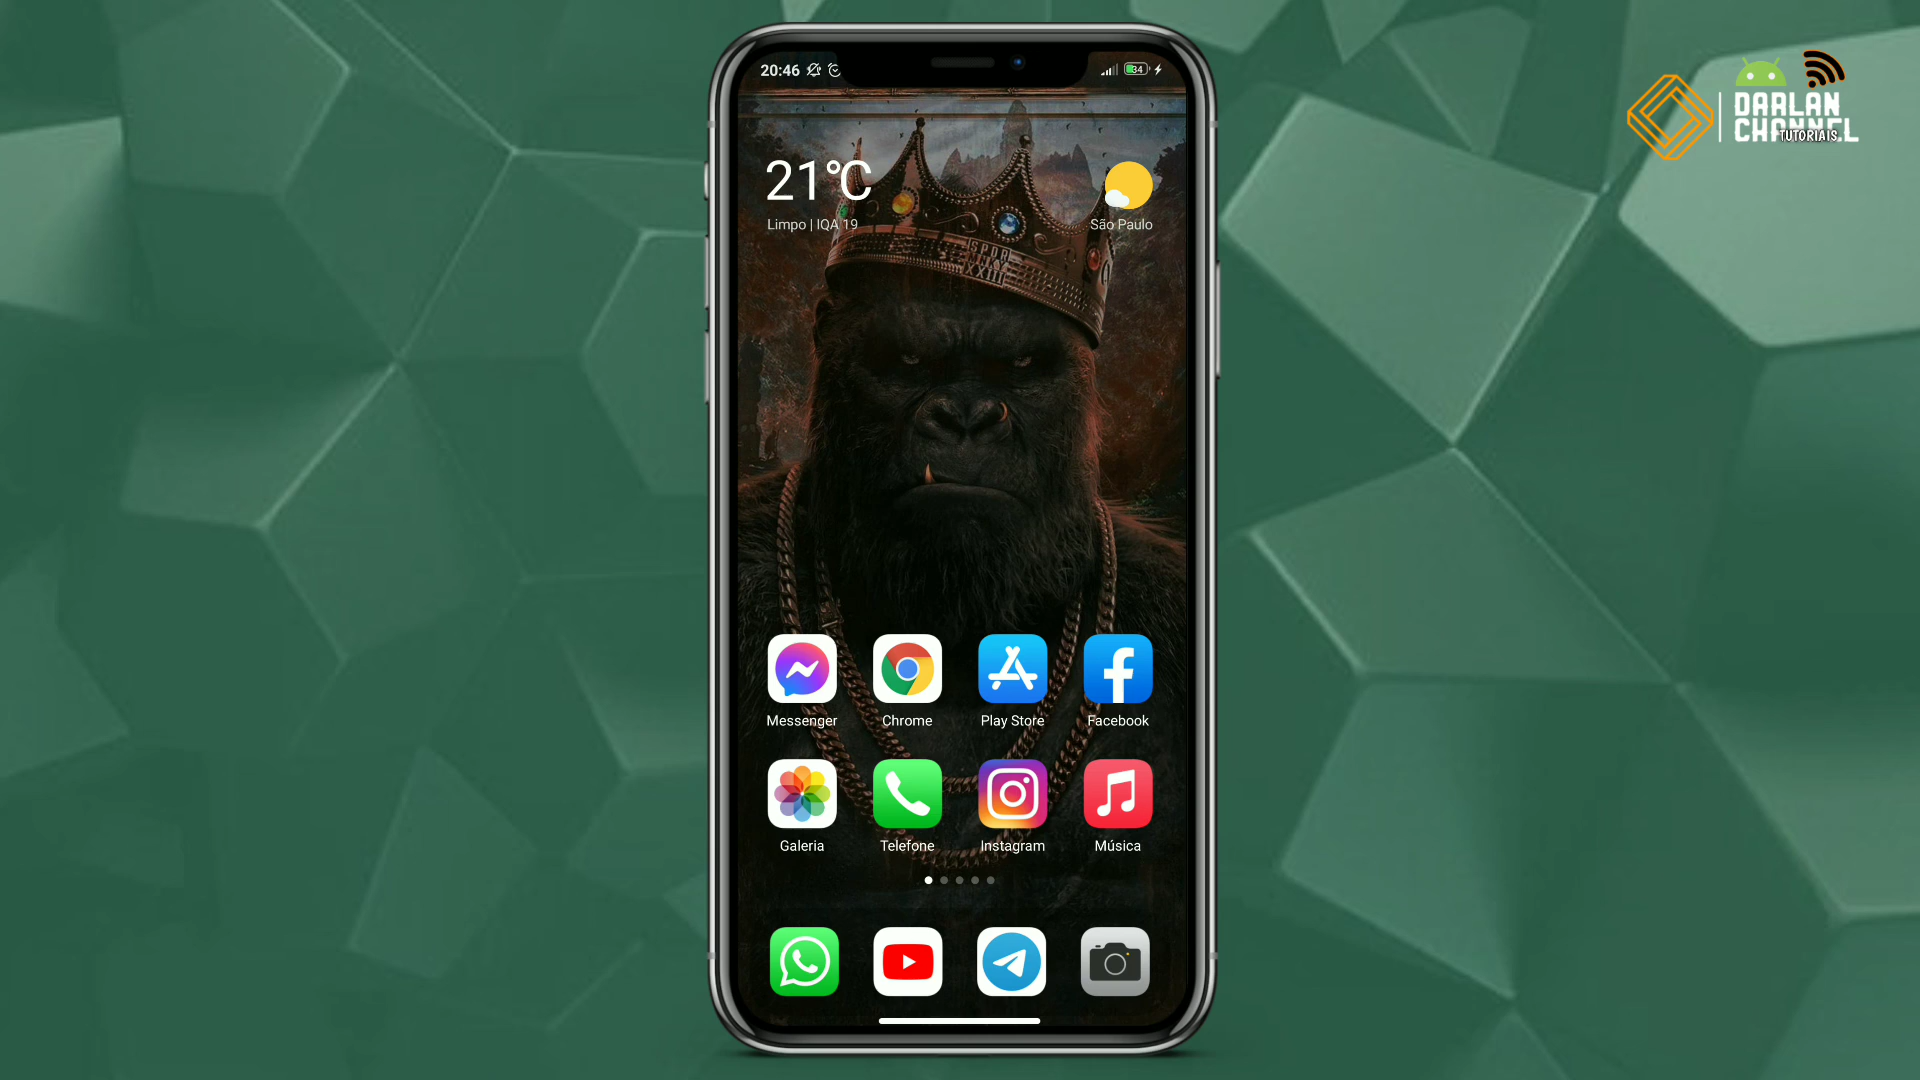 20:46
34
DARLAN
CHANNEL
TUTORIAIS
21°C
Limpo | IQA 19
São Paulo
SPQR
XXIII
Messenger
Chrome
Play Store
Facebook
Galeria
Telefone
Instagram
Música